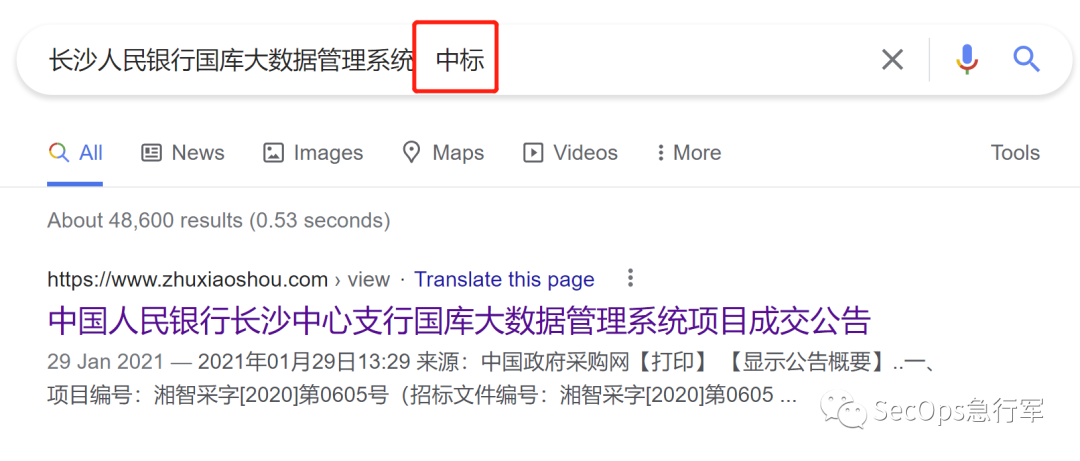 长沙人民银行国库大数据管理系统 中标
All News Images Maps Videos More Tools
About 48,600 results (0.53 seconds)
https://www.zhuxiaoshou.com › view · Translate this page
中国人民银行长沙中心支行国库大数据管理系统项目成交公告
29 Jan 2021 — 2021年01月29日13:29 来源：中国政府采购网【打印】 【显示公告概要】..一、
项目编号：湘智采字[2020]第0605号（招标文件编号：湘智采字[2020]第0605 ...
SecOps急行军